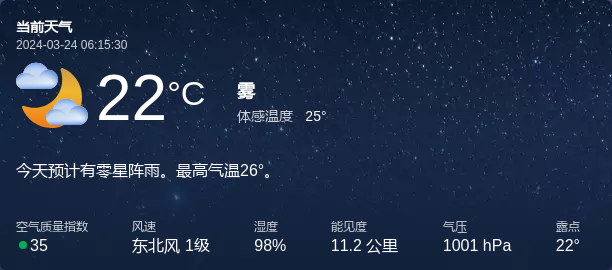 当前天气
2024-03-24 06:15:30
22°C
雾
体感温度 25°
今天预计有零星阵雨。最高气温26°。
空气质量指数 风速 湿度 能见度 气压 露点
35 东北风 1级 98% 11.2 公里 1001 hPa 22°